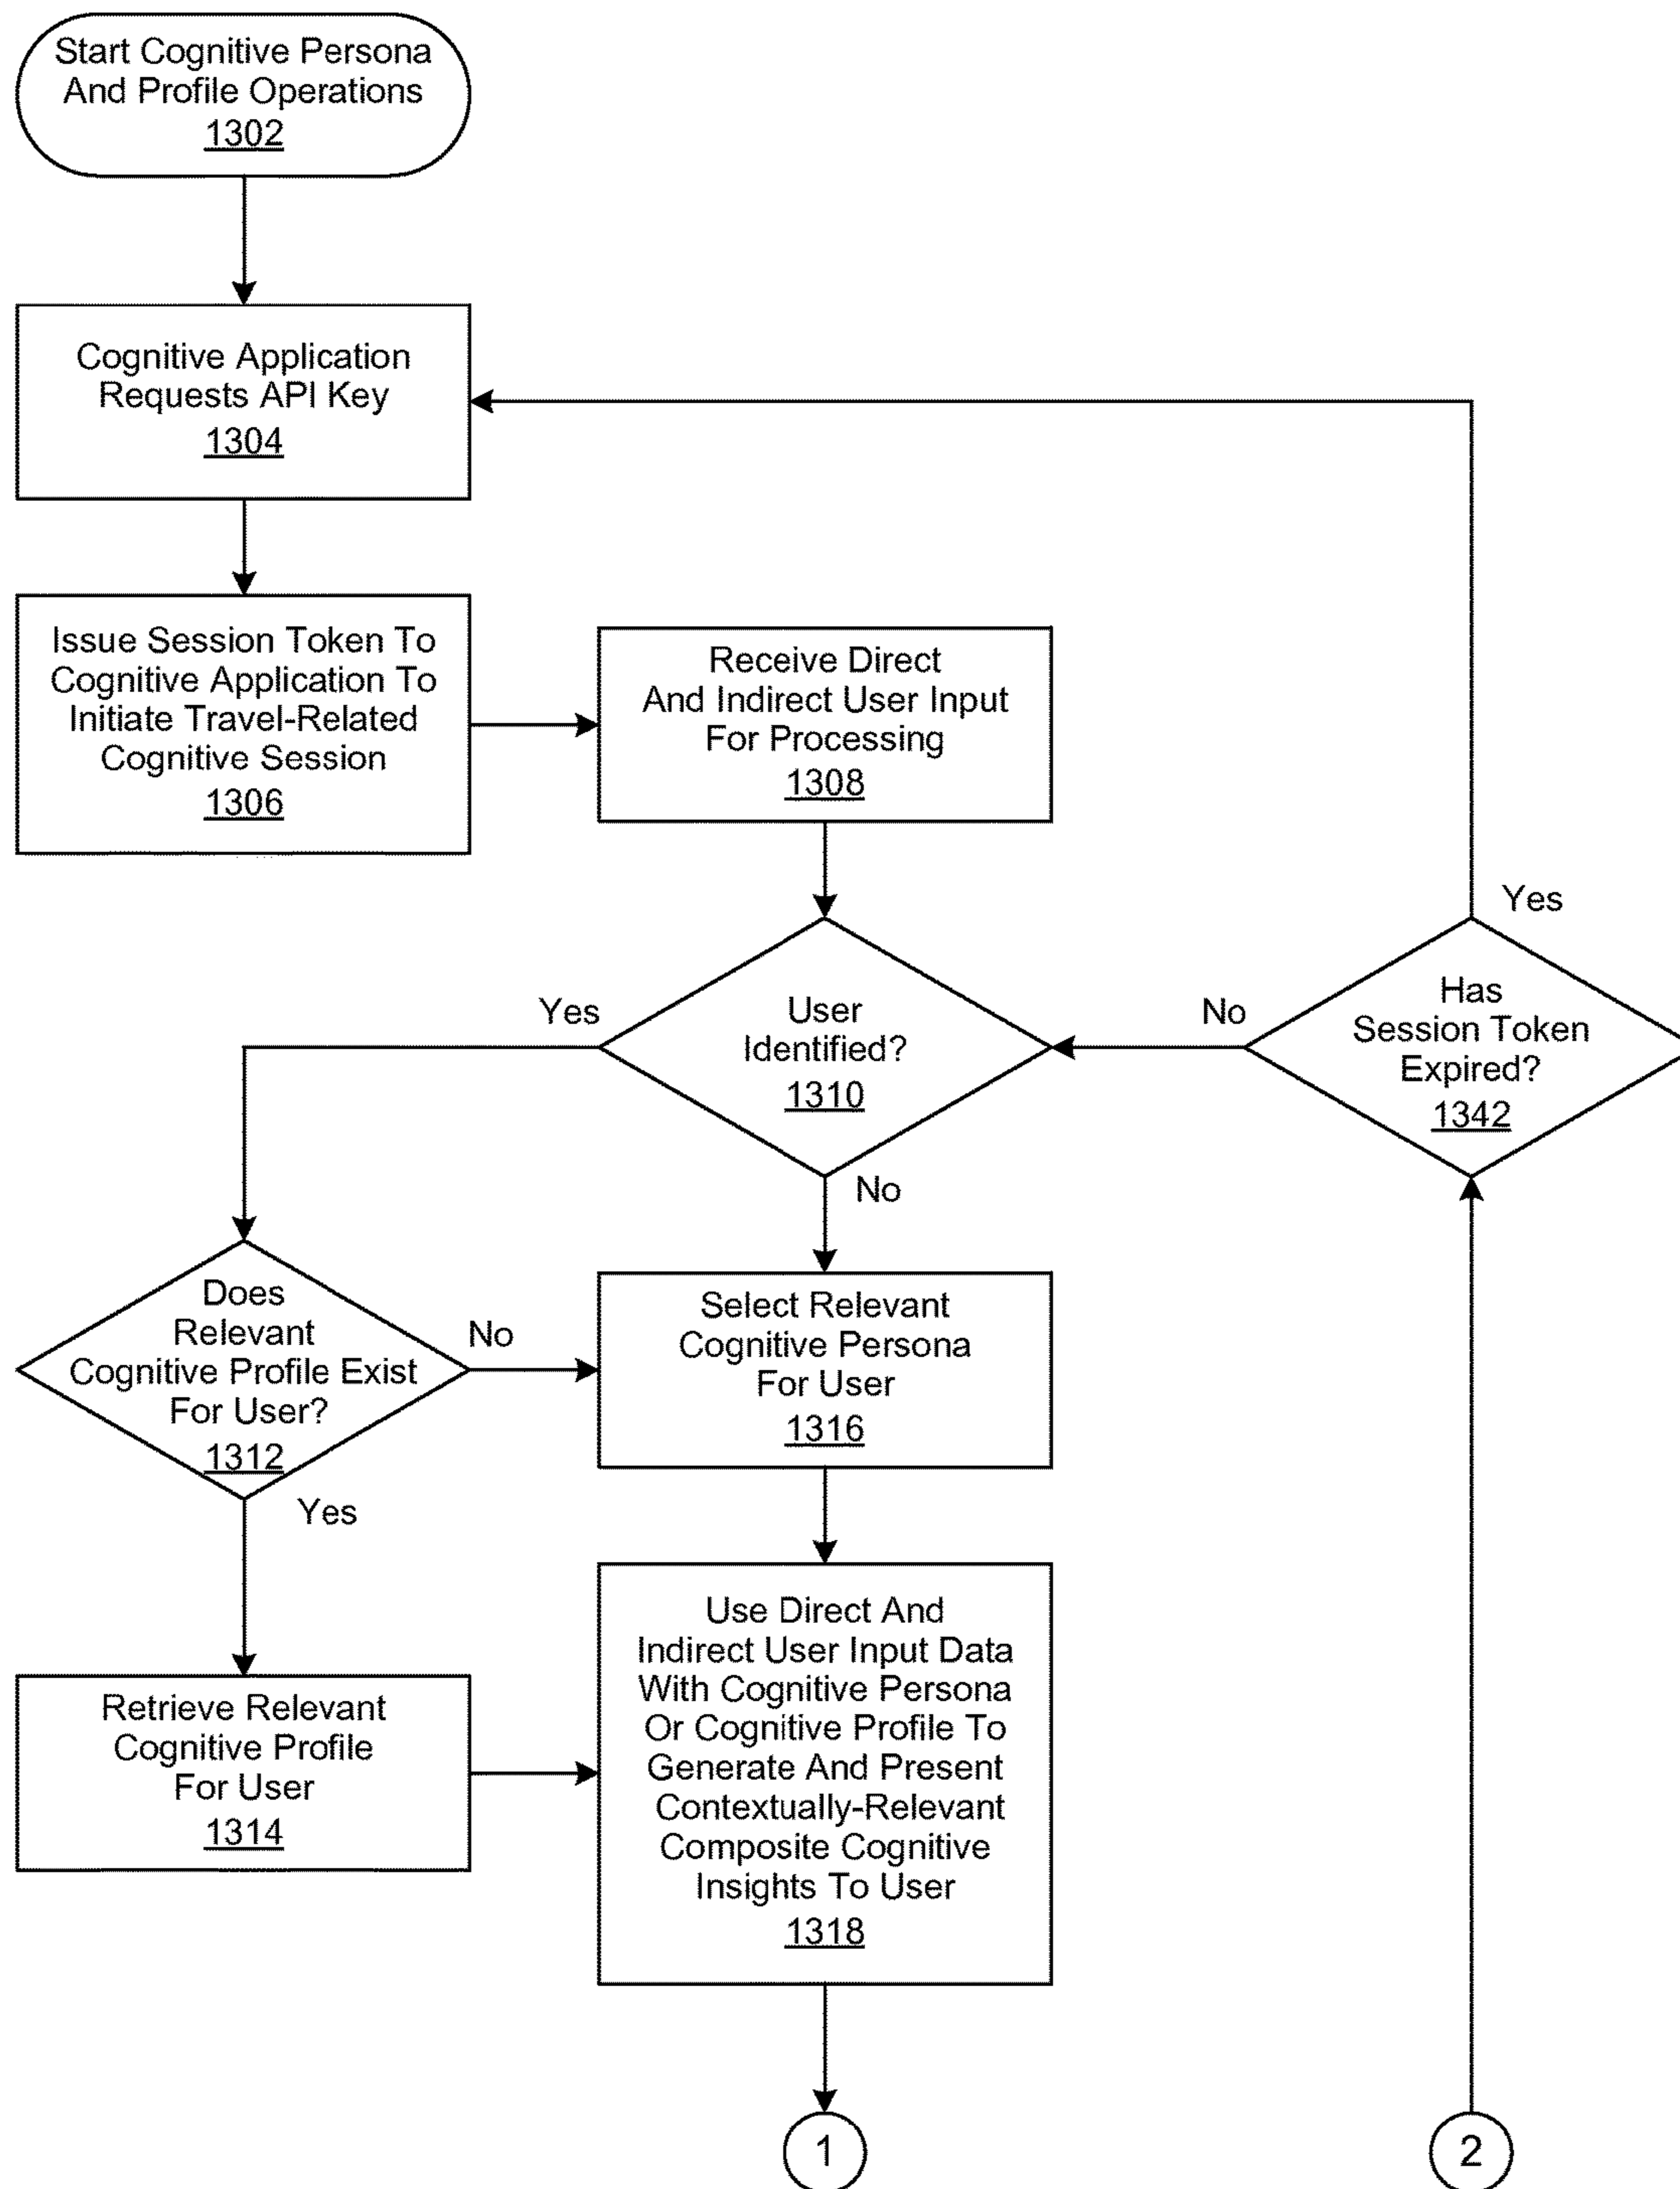 Start Cognitive Persona
And Profile Operations
1302
Cognitive Application
Requests API Key
1304
Issue Session Token To
Cognitive Application To
Initiate Travel-Related
Cognitive Session
1306
Receive Direct
And Indirect User Input
For Processing
1308
Yes
User
Identified?
1310
No
No
Has
Session Token
Expired?
1342
Yes
Does
Relevant
Cognitive Profile Exist
For User?
1312
No
Yes
Select Relevant
Cognitive Persona
For User
1316
Retrieve Relevant
Cognitive Profile
For User
1314
Use Direct And
Indirect User Input Data
With Cognitive Persona
Or Cognitive Profile To
Generate And Present
Contextually-Relevant
Composite Cognitive
Insights To User
1318
1
2